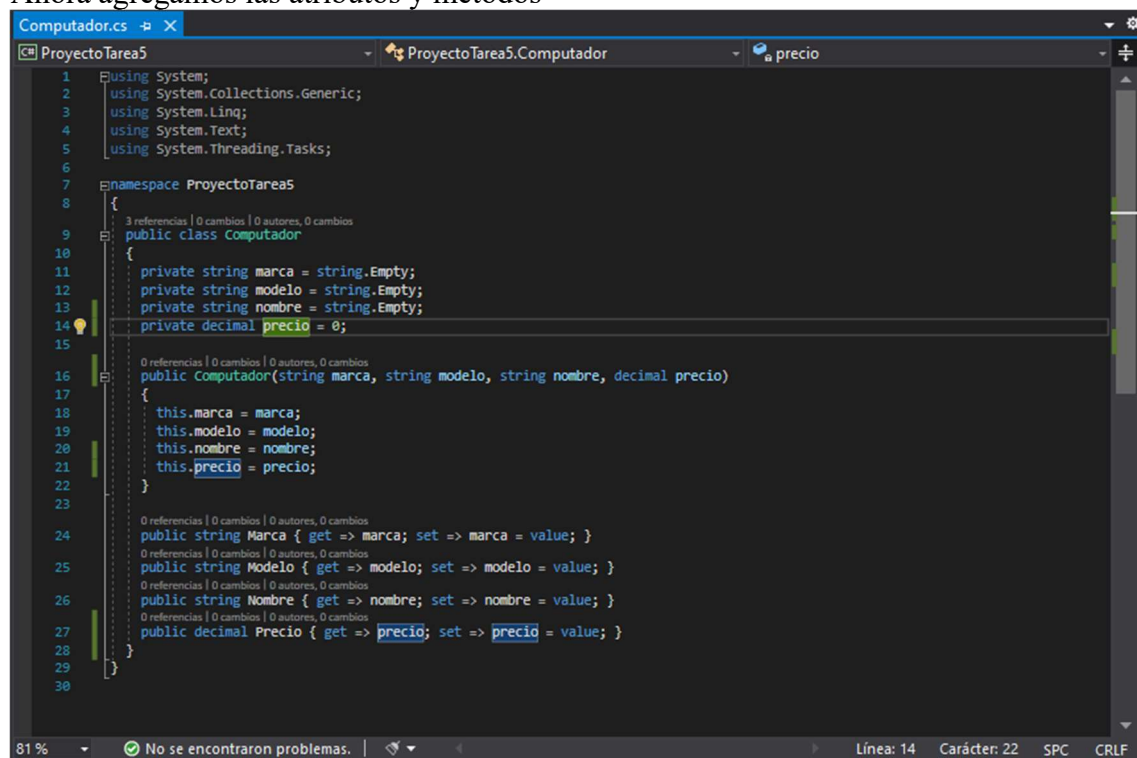 Ahora agregamos las atributos y métodos
Computador.cs
C# ProyectoTarea5 ProyectoTarea5.Computador precio
1 using System;
2 using System.Collections.Generic;
3 using System.Linq;
4 using System.Text;
5 using System.Threading.Tasks;
6
7 namespace ProyectoTarea5
8 {
3 referencias | 0 cambios | 0 autores, 0 cambios
9 public class Computador
10 {
11 private string marca = string.Empty;
12 private string modelo = string.Empty;
13 private string nombre = string.Empty;
14 private decimal precio = 0;
15
0 referencias | 0 cambios | 0 autores, 0 cambios
16 public Computador(string marca, string modelo, string nombre, decimal precio)
17 {
18 this.marca = marca;
19 this.modelo = modelo;
20 this.nombre = nombre;
21 this.precio = precio;
22 }
23
0 referencias | 0 cambios | 0 autores, 0 cambios
24 public string Marca { get => marca; set => marca = value; }
0 referencias | 0 cambios | 0 autores, 0 cambios
25 public string Modelo { get => modelo; set => modelo = value; }
0 referencias | 0 cambios | 0 autores, 0 cambios
26 public string Nombre { get => nombre; set => nombre = value; }
0 referencias | 0 cambios | 0 autores, 0 cambios
27 public decimal Precio { get => precio; set => precio = value; }
28 }
29 }
30
81 % No se encontraron problemas. Línea: 14 Carácter: 22 SPC CRLF